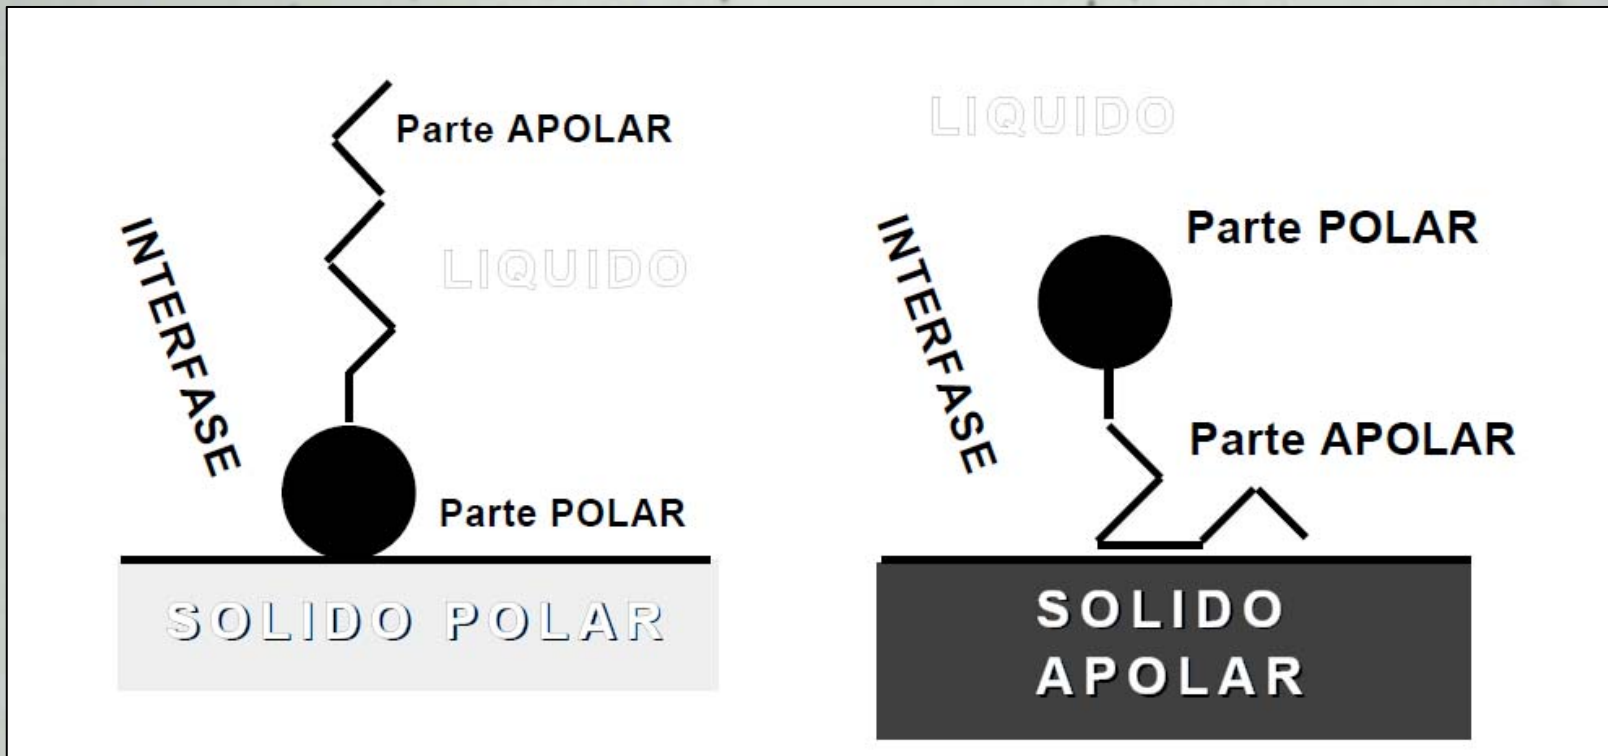 Parte APOLAR
LIQUIDO
INTERFASE
Parte POLAR
SOLIDO POLAR
LIQUIDO
Parte POLAR
INTERFASE
Parte APOLAR
SOLIDO
APOLAR